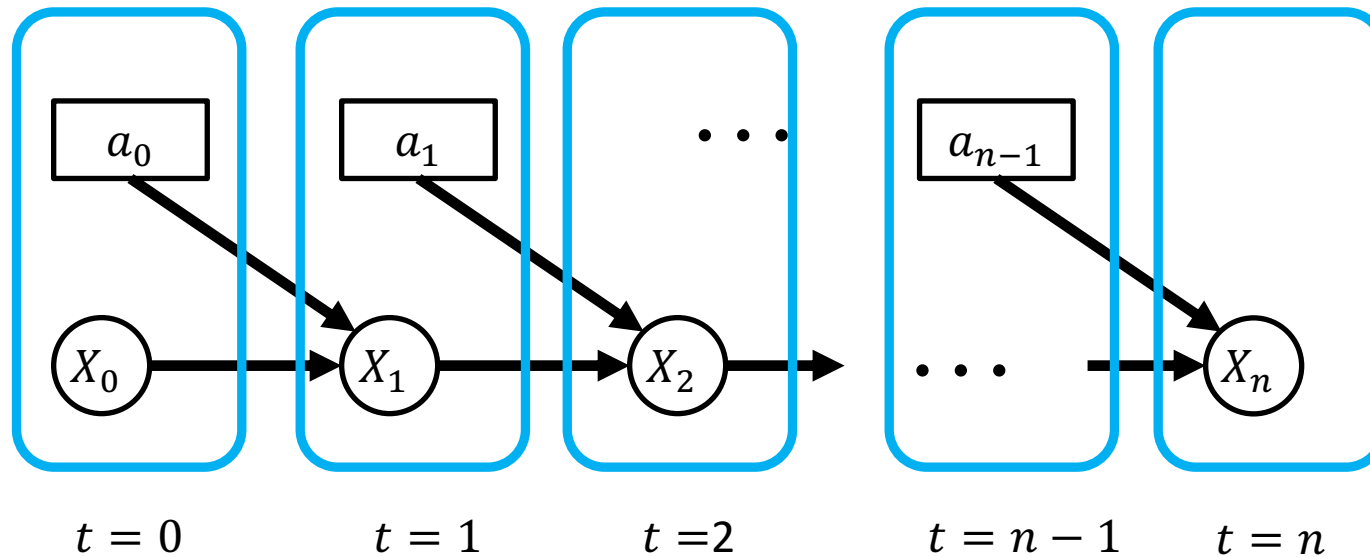 a_0 a_1 . . . a_{n-1}
X_0 X_1 X_2 . . . X_n
t = 0 t = 1 t =2 t = n − 1 t = n